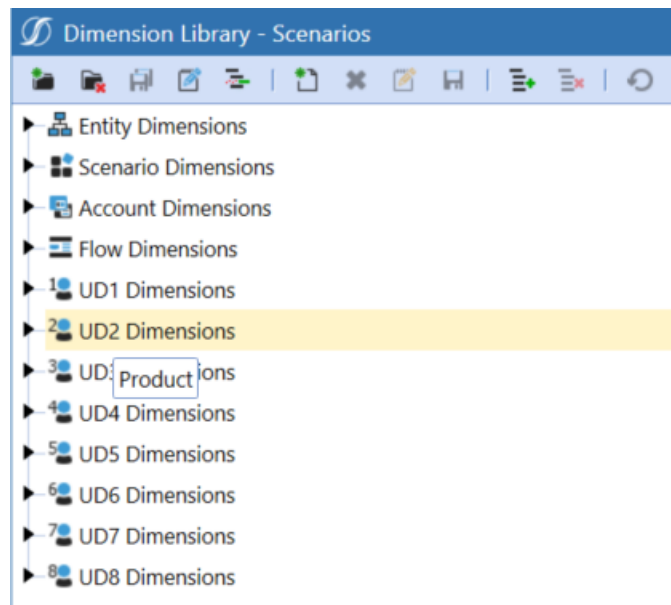 Dimension Library - Scenarios
Entity Dimensions
Scenario Dimensions
Account Dimensions
Flow Dimensions
1 UD1 Dimensions
2 UD2 Dimensions
3 UD3 ions
Product
4 UD4 Dimensions
5 UD5 Dimensions
6 UD6 Dimensions
7 UD7 Dimensions
8 UD8 Dimensions